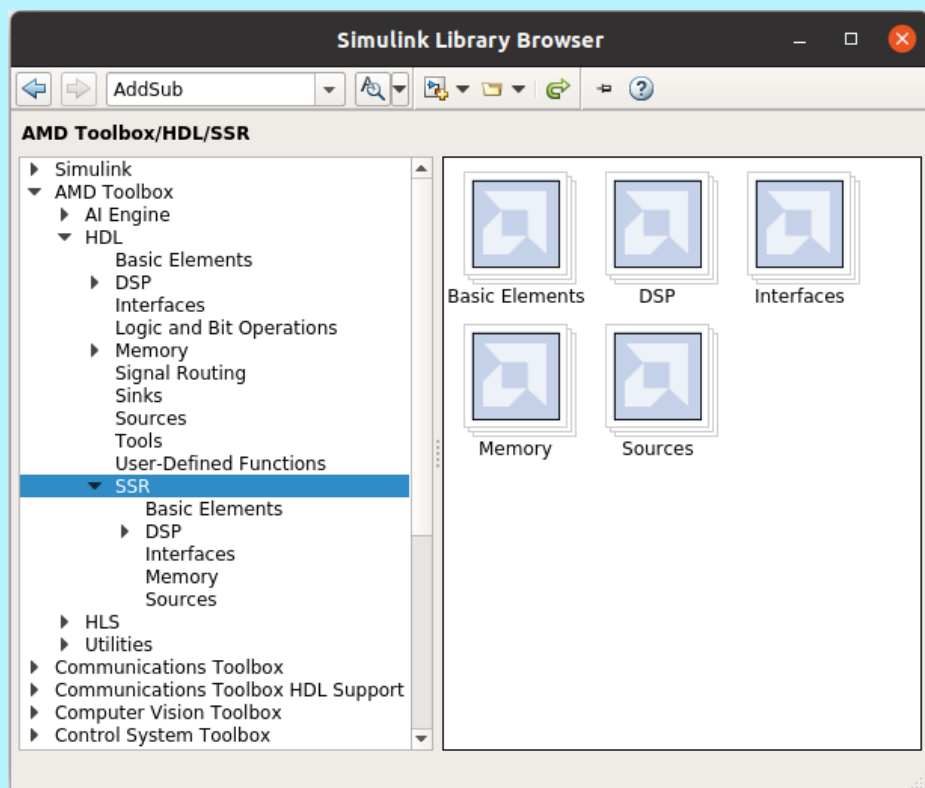 Simulink Library Browser
AddSub
AMD Toolbox/HDL/SSR
Simulink
AMD Toolbox
AI Engine
HDL
Basic Elements
DSP
Interfaces
Logic and Bit Operations
Memory
Signal Routing
Sinks
Sources
Tools
User-Defined Functions
SSR
Basic Elements
DSP
Interfaces
Memory
Sources
HLS
Utilities
Communications Toolbox
Communications Toolbox HDL Support
Computer Vision Toolbox
Control System Toolbox
Basic Elements DSP Interfaces
Memory Sources